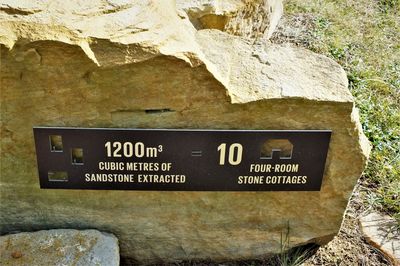 1200m³ = 10
CUBIC METRES OF
SANDSTONE EXTRACTED
FOUR-ROOM
STONE COTTAGES